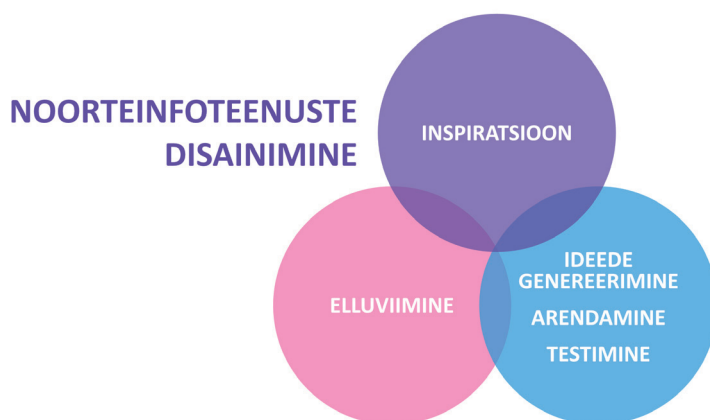 NOORTEINFOTEENUSTE
DISAINIMINE
INSPIRATSIOON
ELLUVIIMINE
IDEEDE
GENEREERIMINE
ARENDAMINE
TESTIMINE